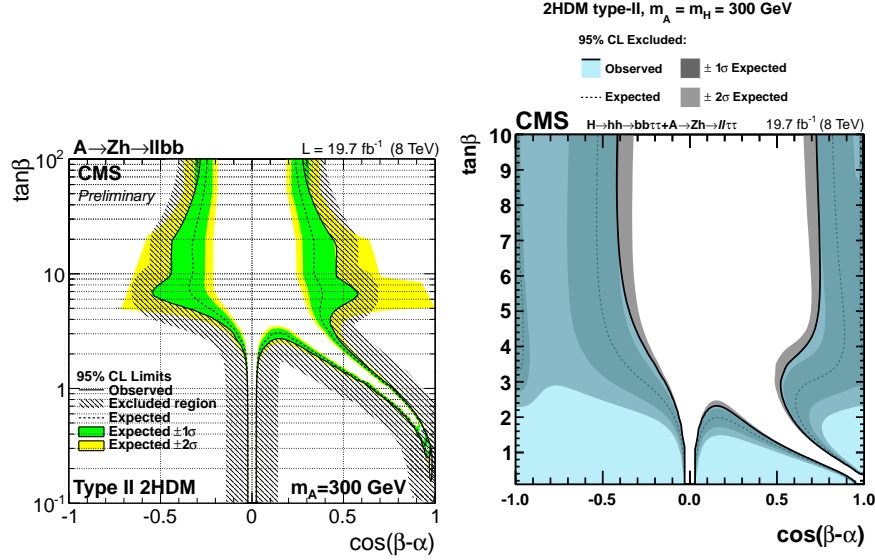 A→Zh→llbb
L = 19.7 fb-1 (8 TeV)
CMS
Preliminary
tanβ
10²
10
1
10-1
95% CL Limits
Observed
Excluded region
Expected
Expected ±1σ
Expected ±2σ
Type II 2HDM
mA=300 GeV
-1
-0.5
0
0.5
1
cos(β-α)
2HDM type-II, mA = mH = 300 GeV
95% CL Excluded:
Observed
± 1σ Expected
Expected
± 2σ Expected
CMS
H→hh→bbττ+A→Zh→llττ
19.7 fb-1 (8 TeV)
tanβ
10
9
8
7
6
5
4
3
2
1
-1.0
-0.5
0.0
0.5
1.0
cos(β-α)